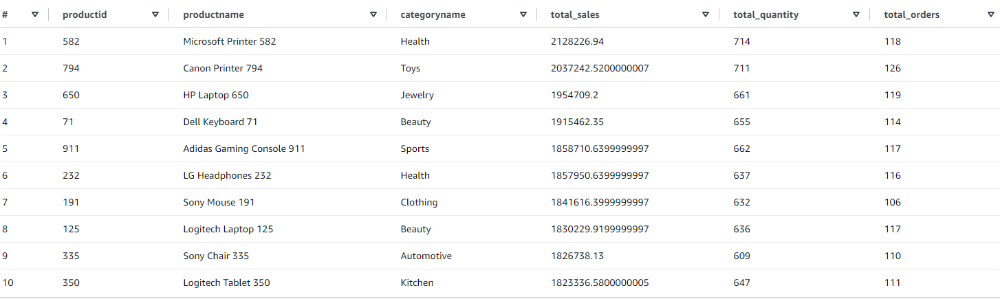 # productid productname categoryname total_sales total_quantity total_orders
1 582 Microsoft Printer 582 Health 2128226.94 714 118
2 794 Canon Printer 794 Toys 2037242.5200000007 711 126
3 650 HP Laptop 650 Jewelry 1954709.2 661 119
4 71 Dell Keyboard 71 Beauty 1915462.35 655 114
5 911 Adidas Gaming Console 911 Sports 1858710.6399999997 662 117
6 232 LG Headphones 232 Health 1857950.6399999997 637 116
7 191 Sony Mouse 191 Clothing 1841616.3999999997 632 106
8 125 Logitech Laptop 125 Beauty 1830229.9199999997 636 117
9 335 Sony Chair 335 Automotive 1826738.13 609 110
10 350 Logitech Tablet 350 Kitchen 1823336.5800000005 647 111